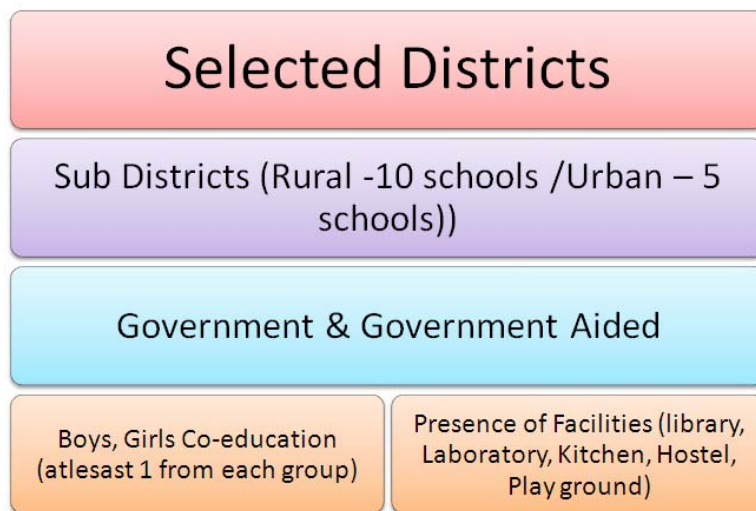 Selected Districts
Sub Districts (Rural -10 schools /Urban – 5
schools))
Government & Government Aided
Boys, Girls Co-education
(atlesast 1 from each group)
Presence of Facilities (library,
Laboratory, Kitchen, Hostel,
Play ground)